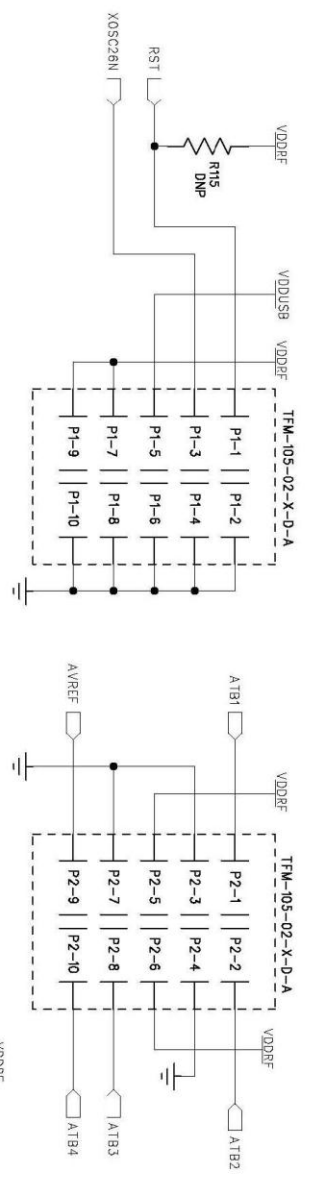 XOSC26N
RST
VDDRF
R115
DNP
VDDUSB
VDDRF
TFM-105-02-X-D-A
P1-1 P1-2
P1-3 P1-4
P1-5 P1-6
P1-7 P1-8
P1-9 P1-10
AVREF
ATB1
VDDRF
TFM-105-02-X-D-A
P2-1 P2-2
P2-3 P2-4
P2-5 P2-6
P2-7 P2-8
P2-9 P2-10
VDDRF
ATB2
ATB3
ATB4
VDDRF